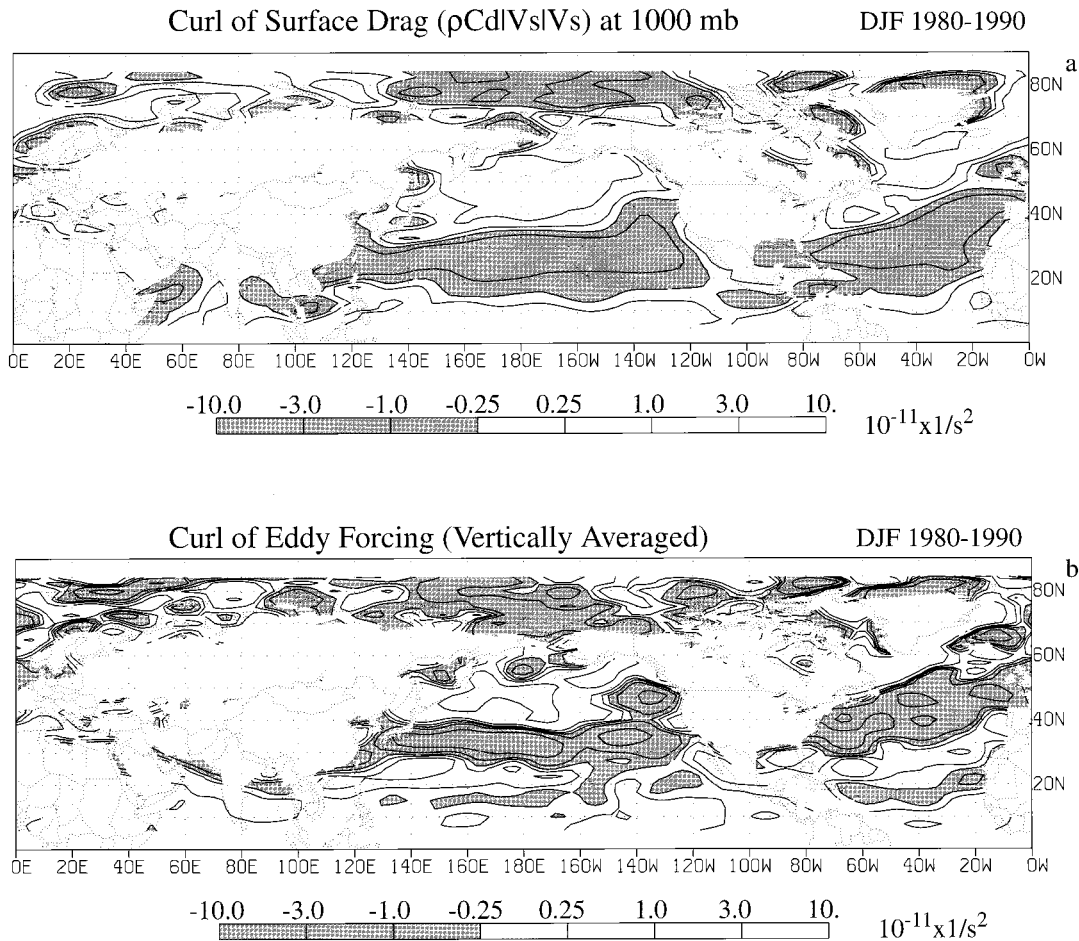 Curl of Surface Drag (ρCd|Vs|Vs) at 1000 mb DJF 1980-1990
a
80N
60N
40N
20N
0E 20E 40E 60E 80E 100E 120E 140E 160E 180E 160W 140W 120W 100W 80W 60W 40W 20W 0W
-10.0 -3.0 -1.0 -0.25 0.25 1.0 3.0 10. 10⁻¹¹x1/s²
Curl of Eddy Forcing (Vertically Averaged) DJF 1980-1990
b
80N
60N
40N
20N
0E 20E 40E 60E 80E 100E 120E 140E 160E 180E 160W 140W 120W 100W 80W 60W 40W 20W 0W
-10.0 -3.0 -1.0 -0.25 0.25 1.0 3.0 10. 10⁻¹¹x1/s²